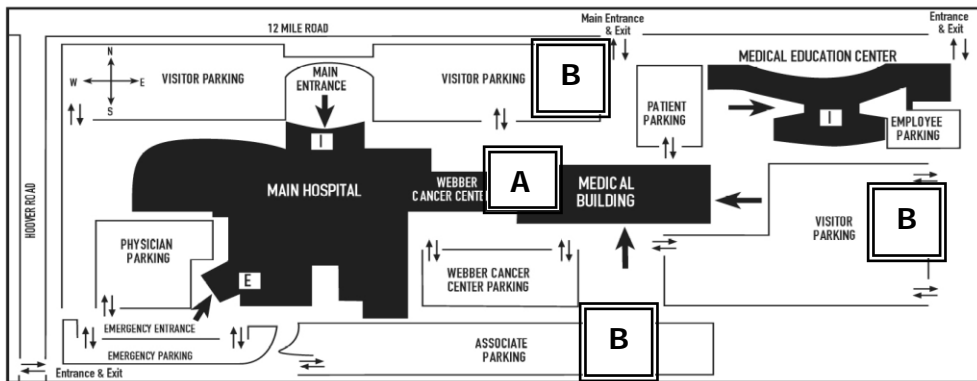 12 MILE ROAD
Main Entrance
& Exit
Entrance
& Exit
N
W E
S
VISITOR PARKING
MAIN
ENTRANCE
VISITOR PARKING
B
MEDICAL EDUCATION CENTER
PATIENT
PARKING
I
EMPLOYEE
PARKING
I
HOOVER ROAD
MAIN HOSPITAL
WEBBER
CANCER CENTER
A
MEDICAL
BUILDING
VISITOR
PARKING
B
PHYSICIAN
PARKING
E
WEBBER CANCER
CENTER PARKING
EMERGENCY ENTRANCE
EMERGENCY PARKING
ASSOCIATE
PARKING
B
Entrance & Exit